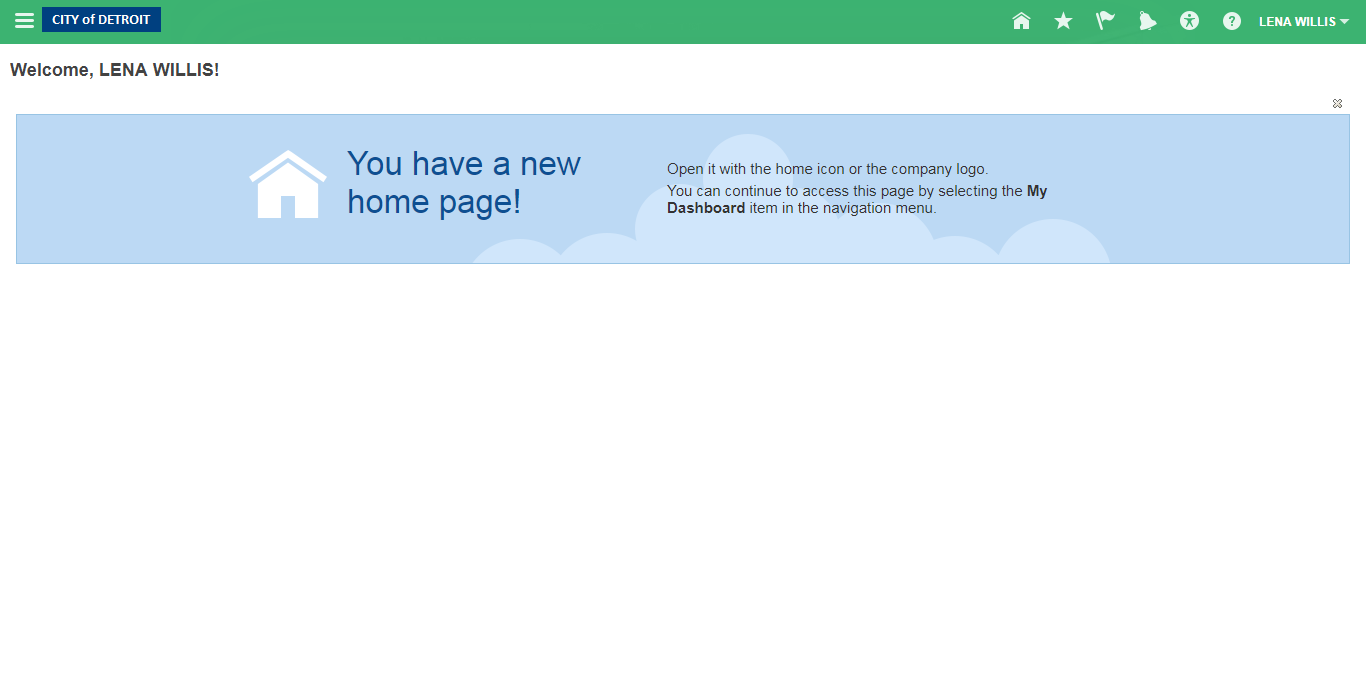 CITY of DETROIT
? LENA WILLIS
Welcome, LENA WILLIS!
You have a new
home page!
Open it with the home icon or the company logo.
You can continue to access this page by selecting the My
Dashboard item in the navigation menu.